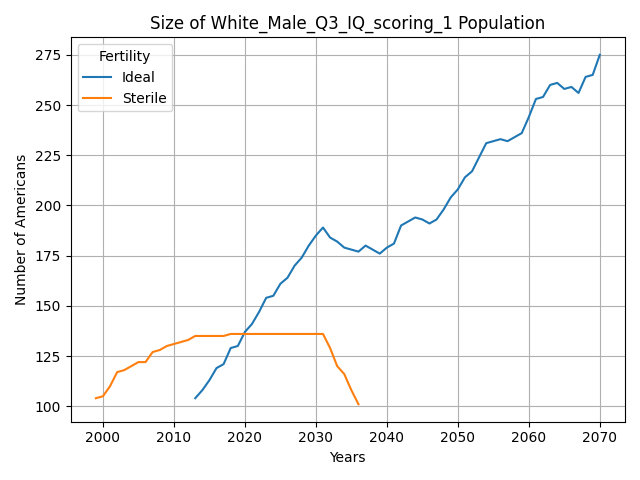 Size of White_Male_Q3_IQ_scoring_1 Population
Fertility
Ideal
Sterile
Number of Americans
275
250
225
200
175
150
125
100
2000 2010 2020 2030 2040 2050 2060 2070
Years